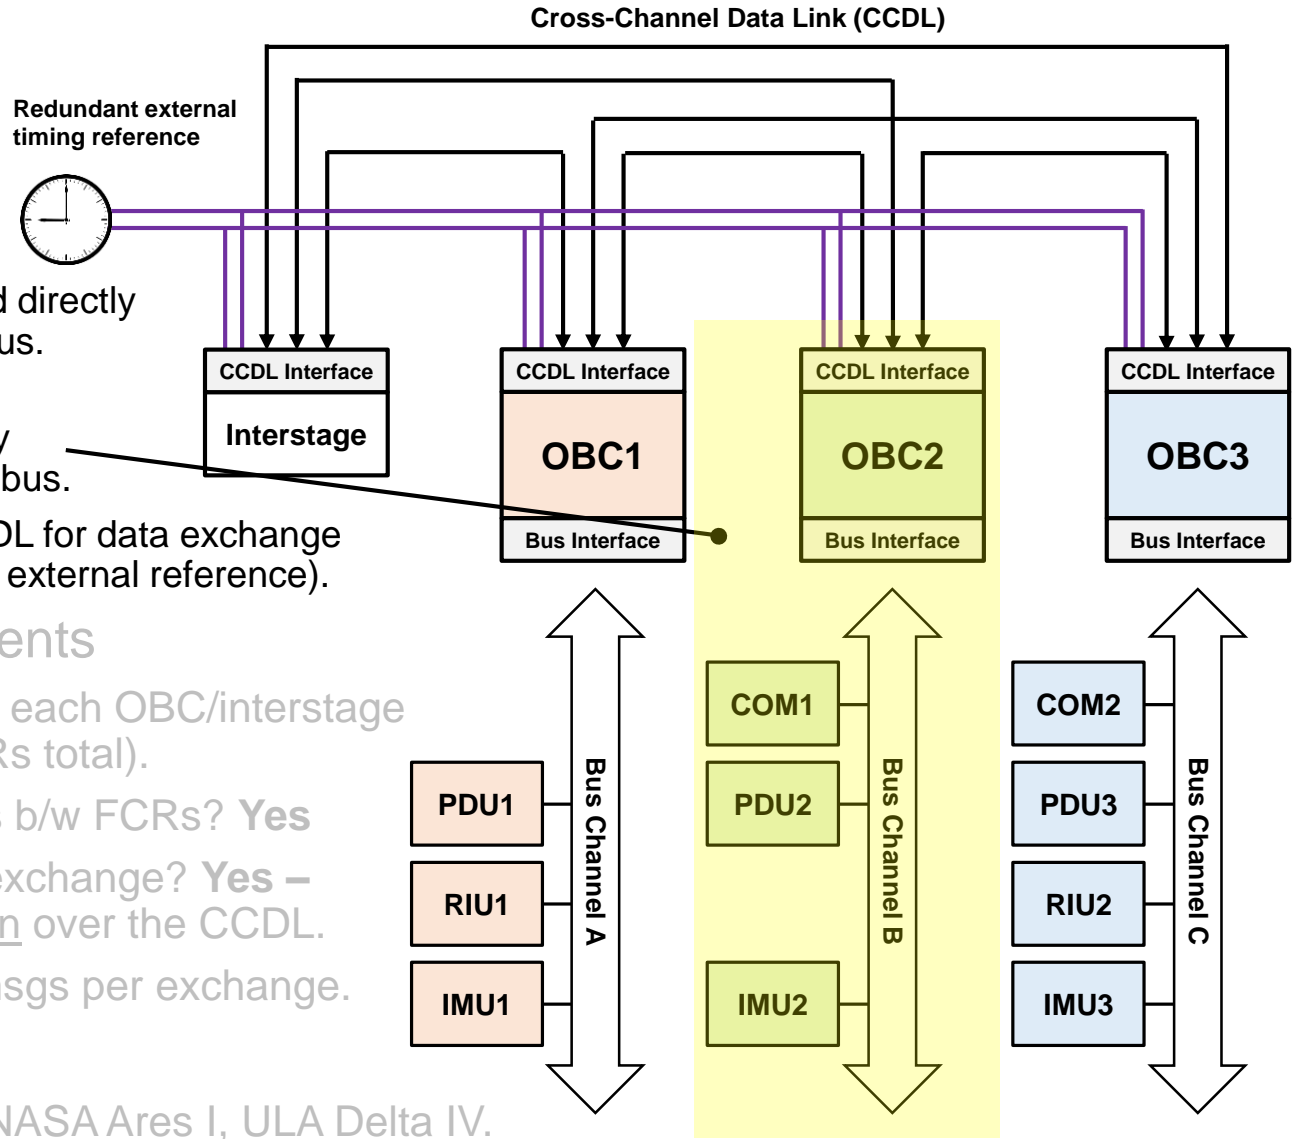 Cross-Channel Data Link (CCDL)
Redundant external
timing reference
directly
us.
bus.
DL for data exchange
external reference).
ents
each OBC/interstage
Rs total).
s b/w FCRs? Yes
exchange? Yes –
n over the CCDL.
sgs per exchange.
NASA Ares I, ULA Delta IV.
CCDL Interface
Interstage
CCDL Interface
OBC1
Bus Interface
CCDL Interface
OBC2
Bus Interface
CCDL Interface
OBC3
Bus Interface
Bus Channel A
PDU1
RIU1
IMU1
Bus Channel B
COM1
PDU2
IMU2
Bus Channel C
COM2
PDU3
RIU2
IMU3